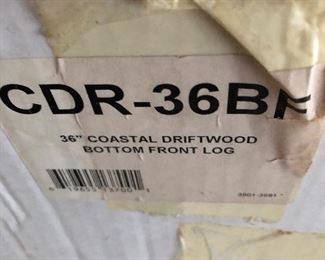 CDR-36BF
36" COASTAL DRIFTWOOD
BOTTOM FRONT LOG